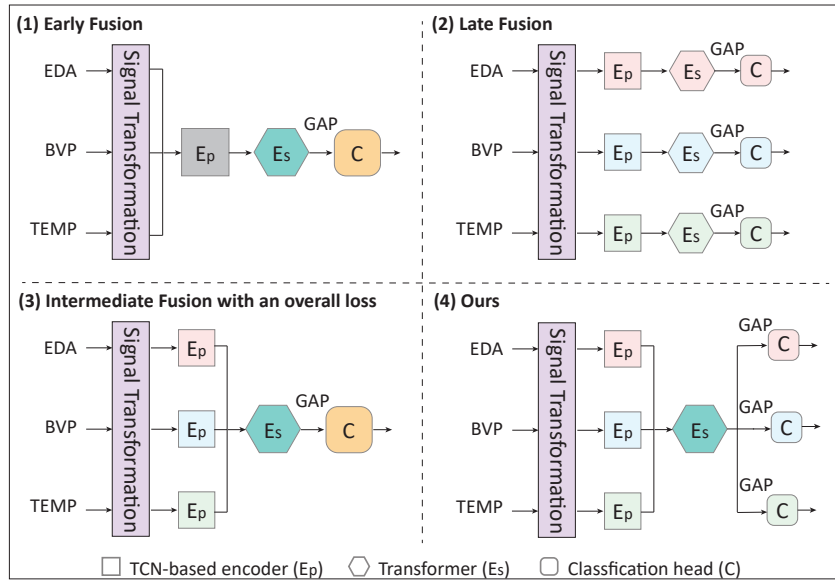 (1) Early Fusion
EDA
BVP
TEMP
Signal Transformation
Ep
Es
GAP
C
(2) Late Fusion
EDA
BVP
TEMP
Signal Transformation
Ep
Es
GAP
C
Ep
Es
GAP
C
Ep
Es
GAP
C
(3) Intermediate Fusion with an overall loss
EDA
BVP
TEMP
Signal Transformation
Ep
Ep
Ep
Es
GAP
C
(4) Ours
EDA
BVP
TEMP
Signal Transformation
Ep
Ep
Ep
Es
GAP
C
GAP
C
GAP
C
TCN-based encoder (Ep) Transformer (Es) Classfication head (C)